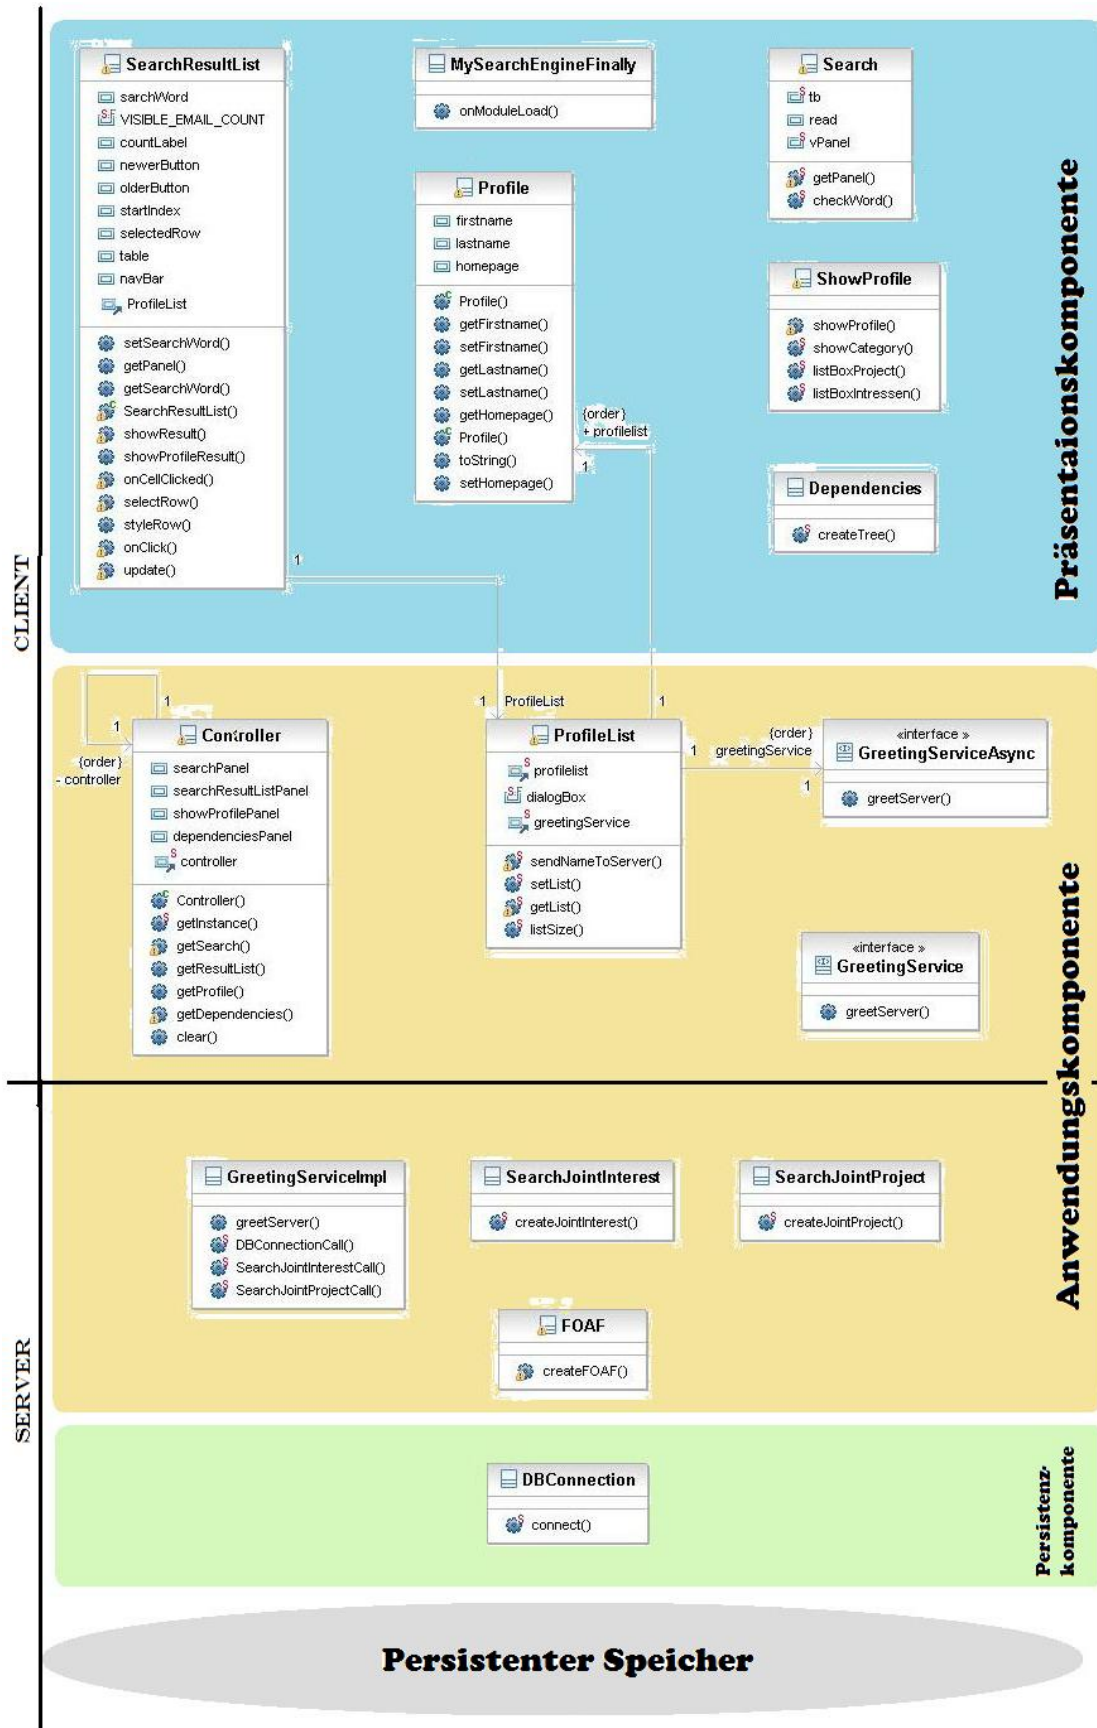 SearchResultList
sarchWord
VISIBLE_EMAIL_COUNT
countLabel
newerButton
olderButton
startIndex
selectedRow
table
navBar
ProfileList
setSearchWord()
getPanel()
getSearchWord()
SearchResultList()
showResult()
showProfileResult()
onCellClicked()
selectRow()
styleRow()
onClick()
update()
MySearchEngineFinally
onModuleLoad()
Profile
firstname
lastname
homepage
Profile()
getFirstname()
setFirstname()
getLastname()
setLastname()
getHomepage()
Profile()
toString()
setHomepage()
Search
tb
read
vPanel
getPanel()
checkWord()
ShowProfile
showProfile()
showCategory()
listBoxProject()
listBoxIntressen()
Dependencies
createTree()
{order}
+ profilelist
1
1
Präsentaionskomponente
CLIENT
1
1
{order}
- controller
Controller
searchPanel
searchResultListPanel
showProfilePanel
dependenciesPanel
controller
Controller()
getInstance()
getSearch()
getResultList()
getProfile()
getDependencies()
clear()
1
ProfileList
1
ProfileList
profilelist
dialogBox
greetingService
sendNameToServer()
setList()
getList()
listSize()
{order}
1
greetingService
1
«interface »
GreetingServiceAsync
greetServer()
«interface »
GreetingService
greetServer()
Anwendungskomponente
GreetingServiceImpl
greetServer()
DBConnectionCall()
SearchJointInterestCall()
SearchJointProjectCall()
SearchJointInterest
createJointInterest()
SearchJointProject
createJointProject()
FOAF
createFOAF()
SERVER
DBConnection
connect()
Persistenz-
komponente
Persistenter Speicher